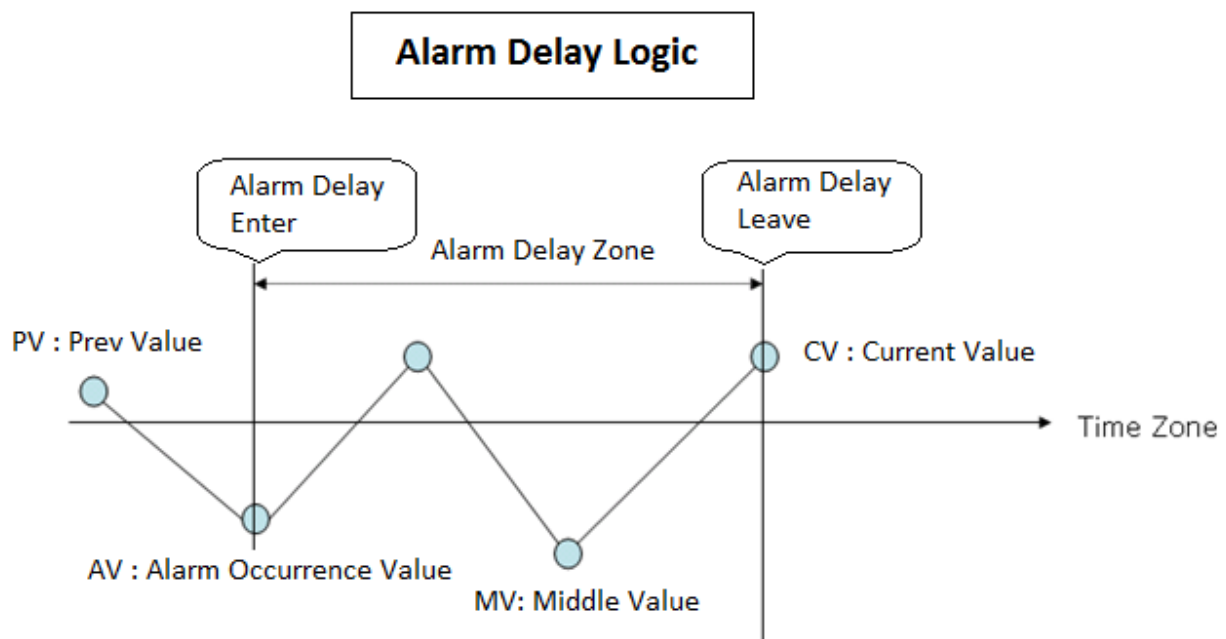 Alarm Delay Logic
Alarm Delay
Enter
Alarm Delay
Leave
Alarm Delay Zone
PV : Prev Value
CV : Current Value
Time Zone
AV : Alarm Occurrence Value
MV: Middle Value